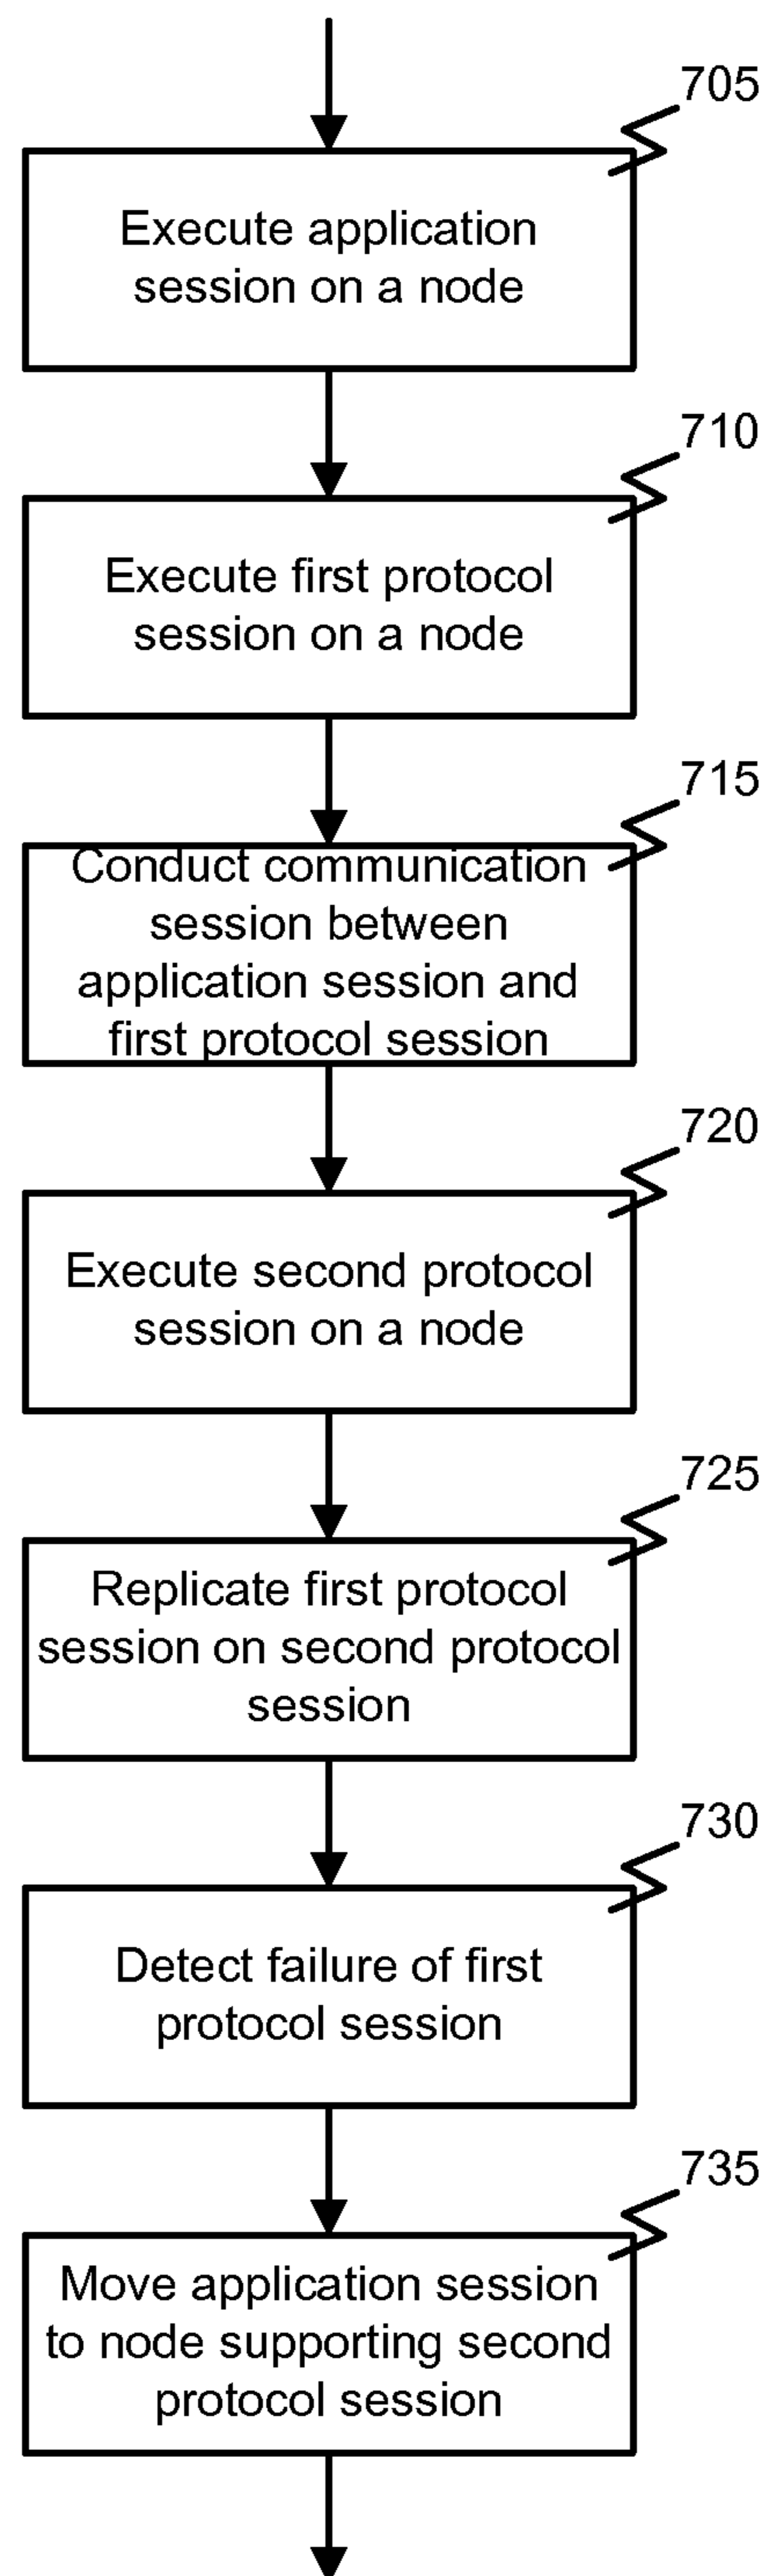 705
Execute application
session on a node
710
Execute first protocol
session on a node
715
Conduct communication
session between
application session and
first protocol session
720
Execute second protocol
session on a node
725
Replicate first protocol
session on second protocol
session
730
Detect failure of first
protocol session
735
Move application session
to node supporting second
protocol session